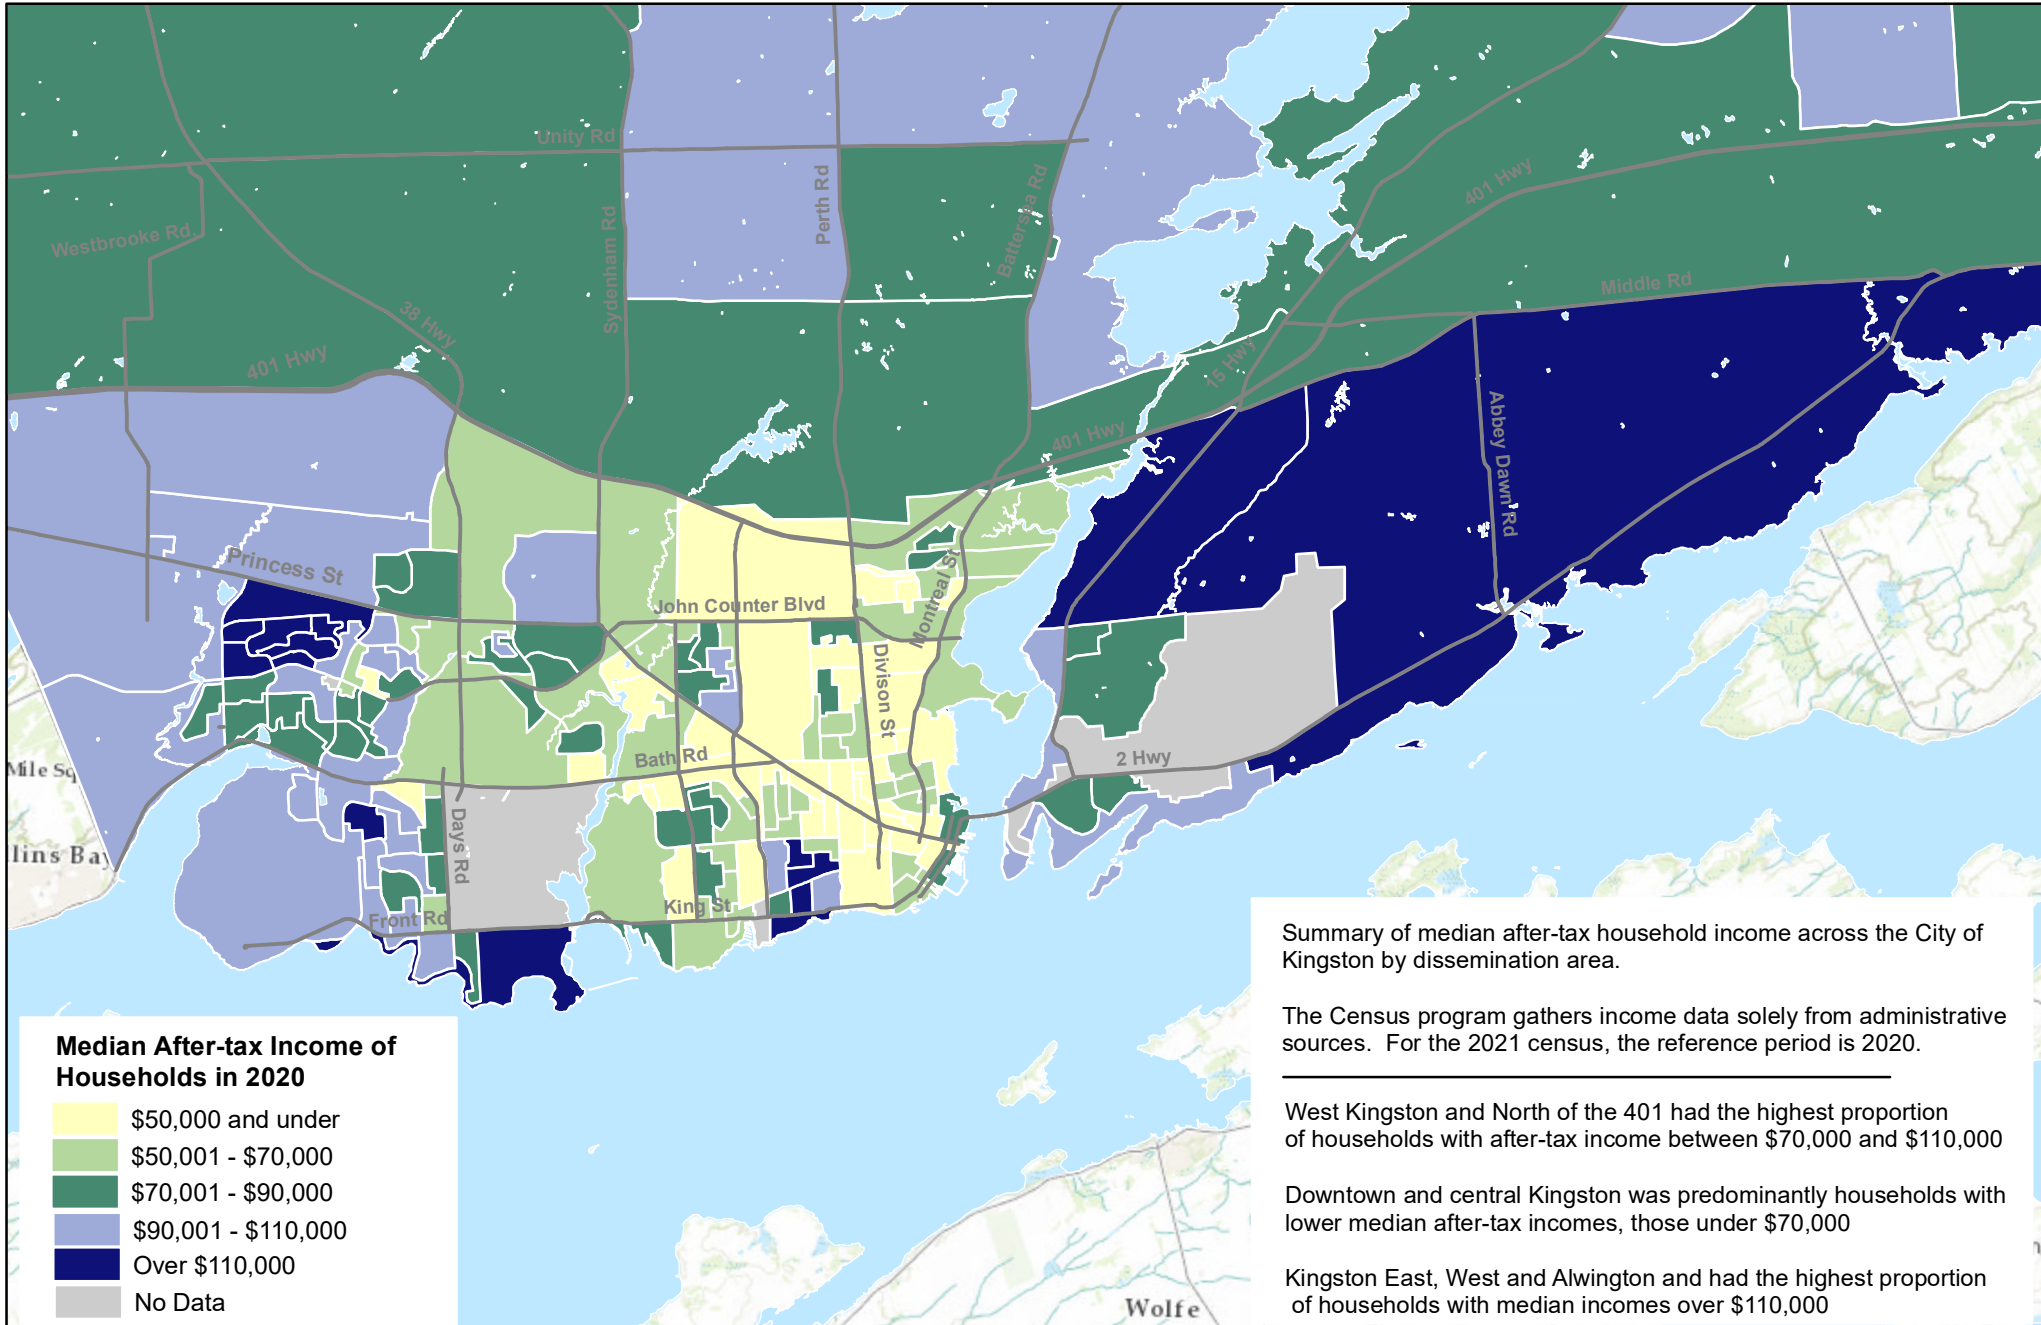 Unity Rd
Westbrooke Rd.
Sydenham Rd
Perth Rd
Battersea Rd
401 Hwy
Middle Rd
38 Hwy
401 Hwy
15 Hwy
401 Hwy
Abbey Dawn Rd
Princess St
John Counter Blvd
Montreal St
Divison St
Bath Rd
2 Hwy
Mile Sq
Days Rd
llins Bay
Front Rd
King St
Median After-tax Income of
Households in 2020
$50,000 and under
$50,001 - $70,000
$70,001 - $90,000
$90,001 - $110,000
Over $110,000
No Data
Summary of median after-tax household income across the City of
Kingston by dissemination area.
The Census program gathers income data solely from administrative
sources.  For the 2021 census, the reference period is 2020.
West Kingston and North of the 401 had the highest proportion
of households with after-tax income between $70,000 and $110,000
Downtown and central Kingston was predominantly households with
lower median after-tax incomes, those under $70,000
Kingston East, West and Alwington and had the highest proportion
of households with median incomes over $110,000
Wolfe